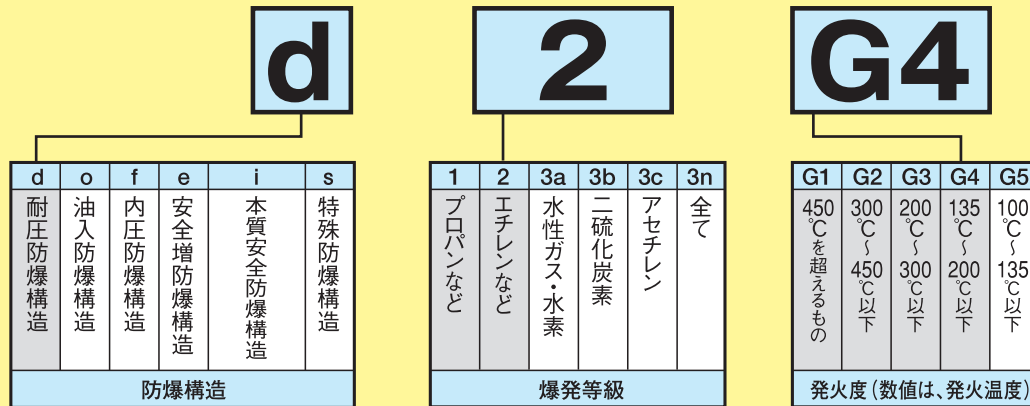 d
2
G4
d o f e i s
耐圧防爆構造
油入防爆構造
内圧防爆構造
安全増防爆構造
本質安全防爆構造
特殊防爆構造
防爆構造
1 2 3a 3b 3c 3n
プロパンなど
エチレンなど
水性ガス・水素
二硫化炭素
アセチレン
全て
爆発等級
G1 G2 G3 G4 G5
450℃を超えるもの
300℃～450℃以下
200℃～300℃以下
135℃～200℃以下
100℃～135℃以下
発火度(数値は、発火温度)